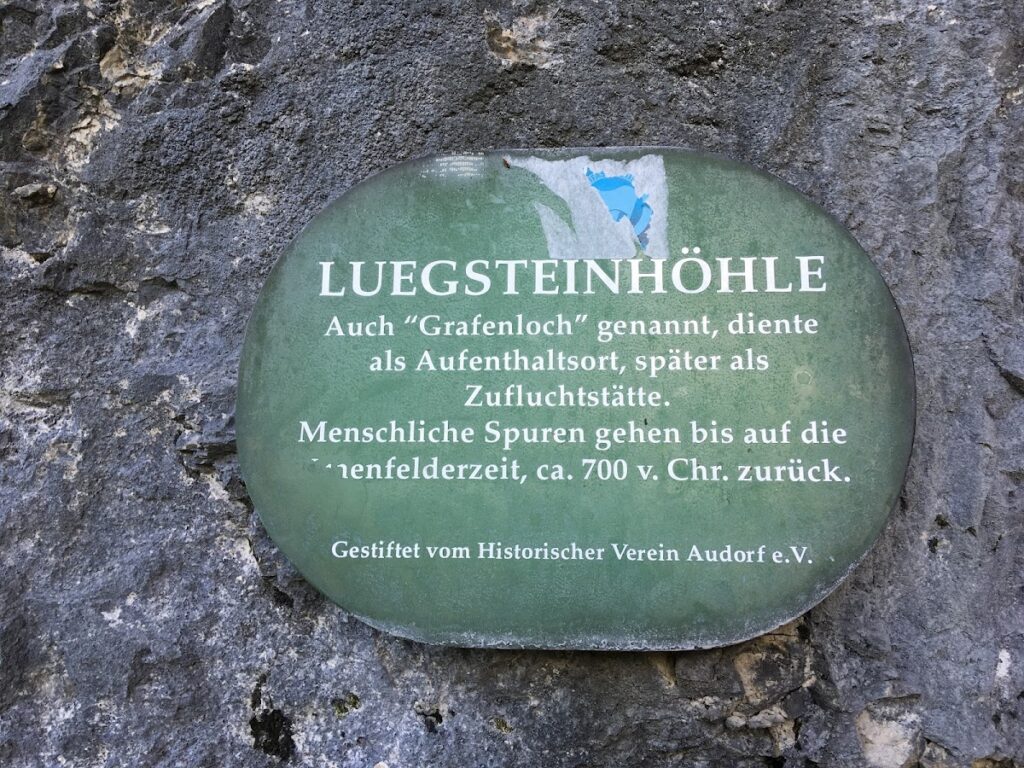 LUEGSTEINHÖHLE
Auch “Grafenloch” genannt, diente
als Aufenthaltsort, später als
Zufluchtstätte.
Menschliche Spuren gehen bis auf die
ca. 700 v. Chr. zurück.
Gestiftet vom Historischer Verein Audorf e.V.